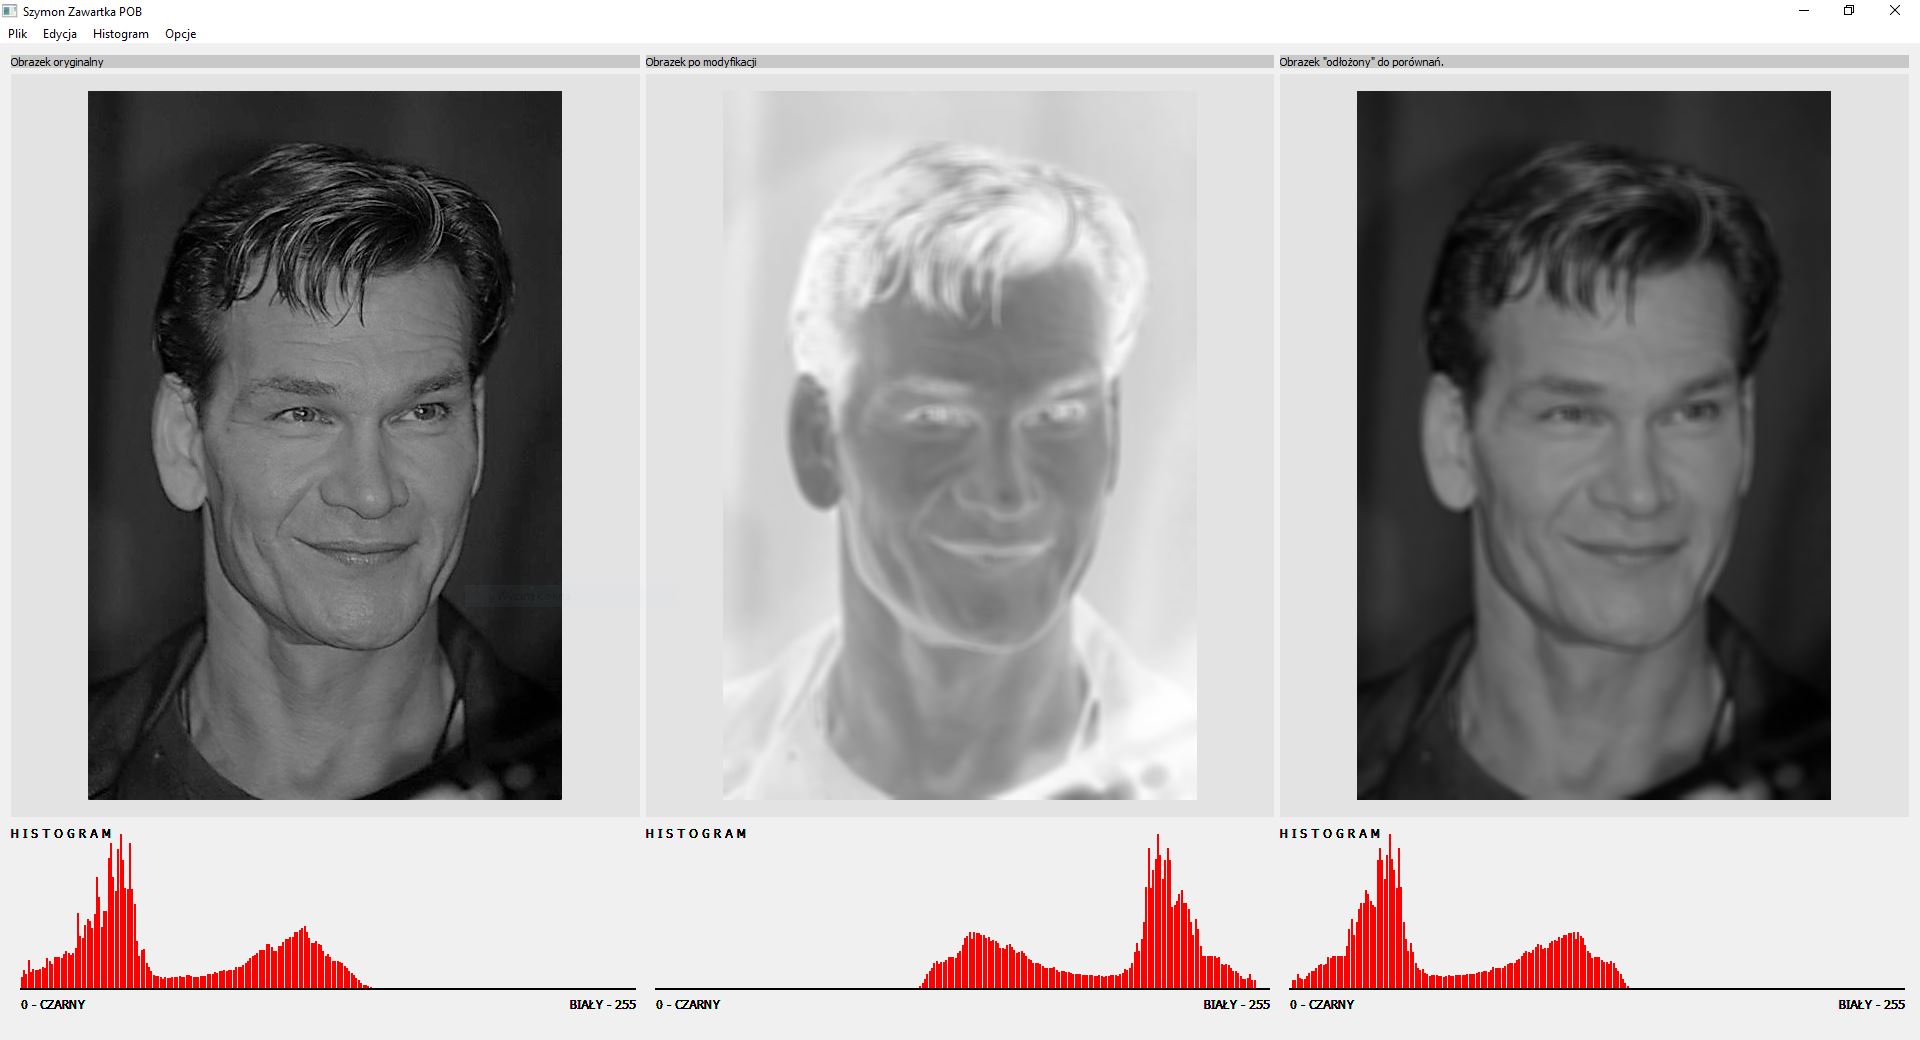 Szymon Zawartka POB
Plik Edycja Histogram Opcje
Obrazek oryginalny
Obrazek po modyfikacji
Obrazek "odłożony" do porównań.
HISTOGRAM
HISTOGRAM
HISTOGRAM
0 - CZARNY BIAŁY - 255
0 - CZARNY BIAŁY - 255
0 - CZARNY BIAŁY - 255